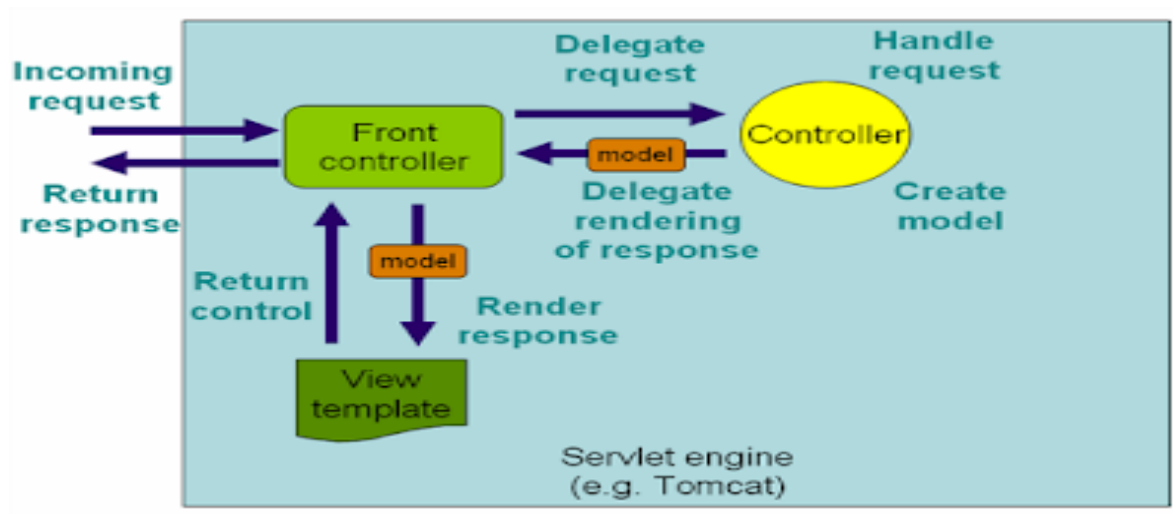 Incoming
request
Return
response
Front
controller
Delegate
request
Handle
request
Controller
model
Delegate
rendering
of response
Create
model
model
Return
control
Render
response
View
template
Servlet engine
(e.g. Tomcat)